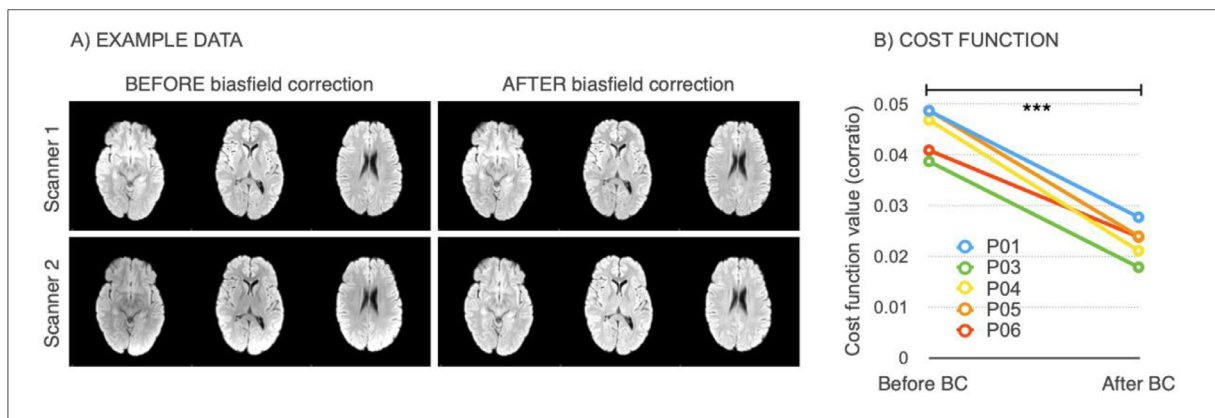 A) EXAMPLE DATA
BEFORE biasfield correction
AFTER biasfield correction
Scanner 1
Scanner 2
B) COST FUNCTION
***
Cost function value (corratio)
0.05
0.04
0.03
0.02
0.01
0
P01
P03
P04
P05
P06
Before BC
After BC